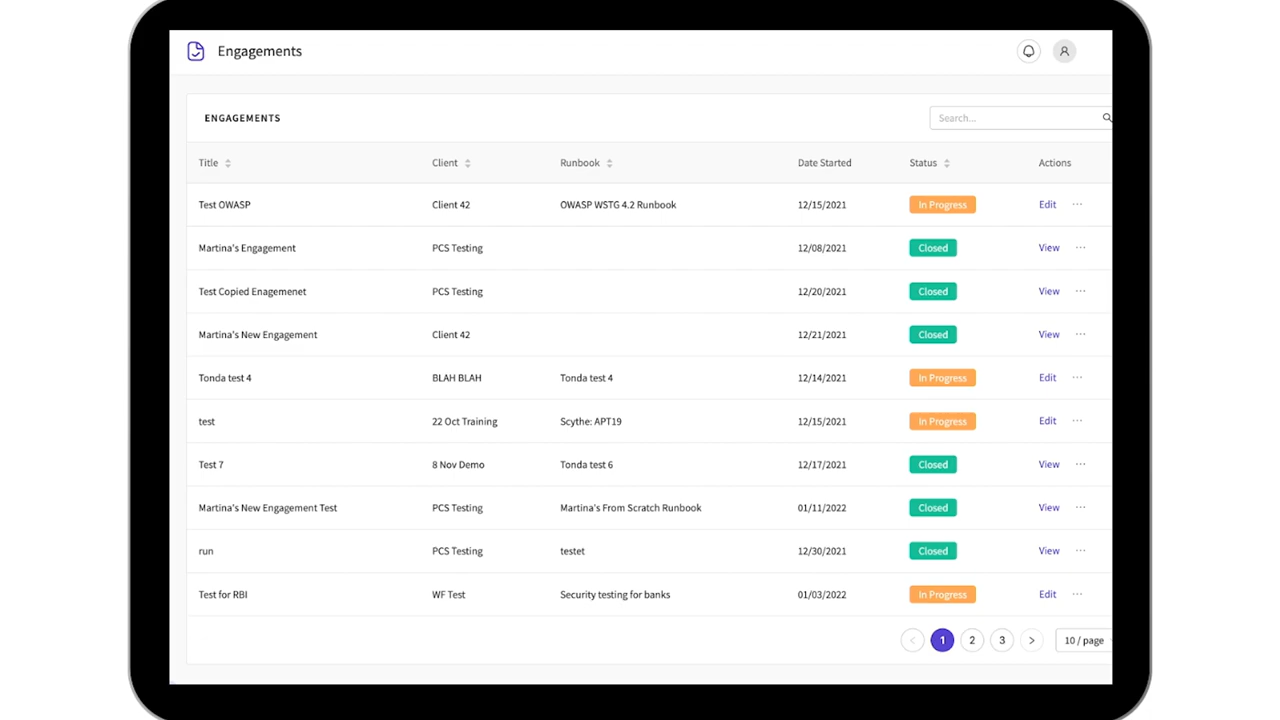 Engagements
ENGAGEMENTS
Search...
Title Client Runbook Date Started Status Actions
Test OWASP Client 42 OWASP WSTG 4.2 Runbook 12/15/2021 In Progress Edit ...
Martina's Engagement PCS Testing 12/08/2021 Closed View ...
Test Copied Enagemenet PCS Testing 12/20/2021 Closed View ...
Martina's New Engagement Client 42 12/21/2021 Closed View ...
Tonda test 4 BLAH BLAH Tonda test 4 12/14/2021 In Progress Edit ...
test 22 Oct Training Scythe: APT19 12/15/2021 In Progress Edit ...
Test 7 8 Nov Demo Tonda test 6 12/17/2021 Closed View ...
Martina's New Engagement Test PCS Testing Martina's From Scratch Runbook 01/11/2022 Closed View ...
run PCS Testing testet 12/30/2021 Closed View ...
Test for RBI WF Test Security testing for banks 01/03/2022 In Progress Edit ...
< 1 2 3 > 10 / page